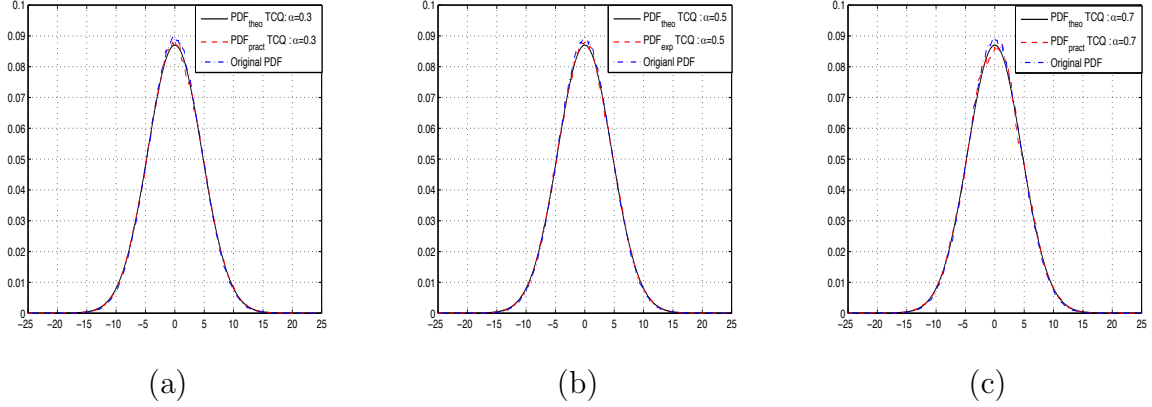 0.1
0.09
0.08
0.07
0.06
0.05
0.04
0.03
0.02
0.01
0
−25 −20 −15 −10 −5 0 5 10 15 20 25
PDFtheo TCQ : α=0.3
PDFpract TCQ : α=0.3
Original PDF
(a)
0.1
0.09
0.08
0.07
0.06
0.05
0.04
0.03
0.02
0.01
0
−25 −20 −15 −10 −5 0 5 10 15 20 25
PDFtheo TCQ : α=0.5
PDFexp TCQ : α=0.5
Origianl PDF
(b)
0.1
0.09
0.08
0.07
0.06
0.05
0.04
0.03
0.02
0.01
0
−25 −20 −15 −10 −5 0 5 10 15 20 25
PDFtheo TCQ : α=0.7
PDFpract TCQ : α=0.7
Original PDF
(c)